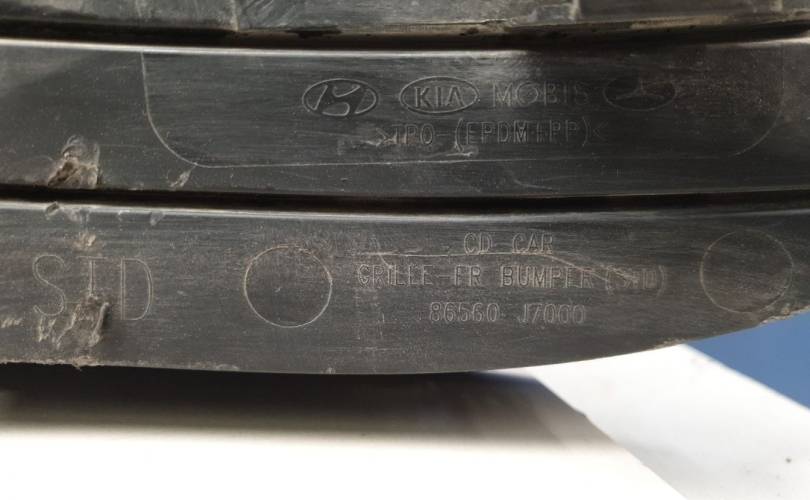 KIA MOBIS
>TPO-(EPDM+PP)<
CD CAR
STD
GRILLE-FR BUMPER(STD)
86560-J7000